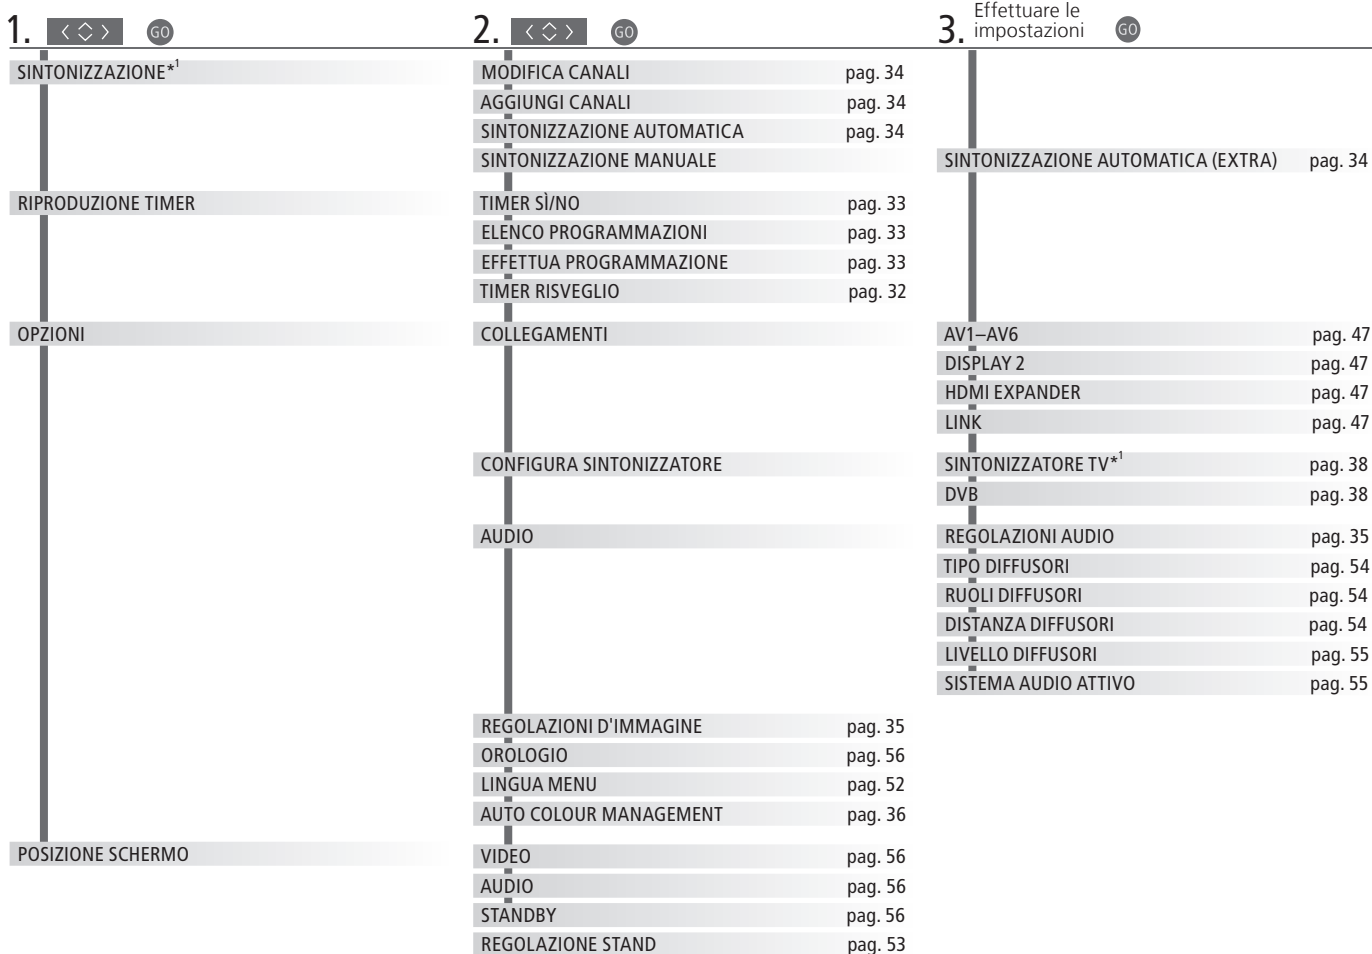 1. GO
2. GO
3. Effettuare le
impostazioni GO
SINTONIZZAZIONE*1
MODIFICA CANALI pag. 34
AGGIUNGI CANALI pag. 34
SINTONIZZAZIONE AUTOMATICA pag. 34
SINTONIZZAZIONE MANUALE
SINTONIZZAZIONE AUTOMATICA (EXTRA) pag. 34
RIPRODUZIONE TIMER
TIMER SÌ/NO pag. 33
ELENCO PROGRAMMAZIONI pag. 33
EFFETTUA PROGRAMMAZIONE pag. 33
TIMER RISVEGLIO pag. 32
OPZIONI
COLLEGAMENTI
AV1–AV6 pag. 47
DISPLAY 2 pag. 47
HDMI EXPANDER pag. 47
LINK pag. 47
CONFIGURA SINTONIZZATORE
SINTONIZZATORE TV*1 pag. 38
DVB pag. 38
AUDIO
REGOLAZIONI AUDIO pag. 35
TIPO DIFFUSORI pag. 54
RUOLI DIFFUSORI pag. 54
DISTANZA DIFFUSORI pag. 54
LIVELLO DIFFUSORI pag. 55
SISTEMA AUDIO ATTIVO pag. 55
REGOLAZIONI D'IMMAGINE pag. 35
OROLOGIO pag. 56
LINGUA MENU pag. 52
AUTO COLOUR MANAGEMENT pag. 36
POSIZIONE SCHERMO
VIDEO pag. 56
AUDIO pag. 56
STANDBY pag. 56
REGOLAZIONE STAND pag. 53